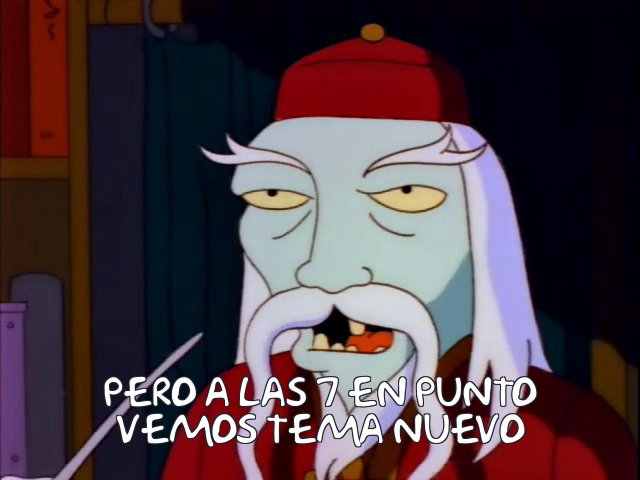 PERO A LAS 7 EN PUNTO
VEMOS TEMA NUEVO